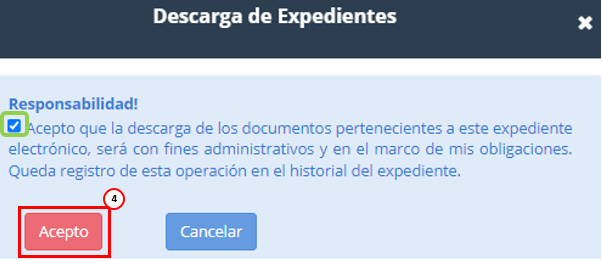 Descarga de Expedientes
Responsabilidad!
Acepto que la descarga de los documentos pertenecientes a este expediente
electrónico, será con fines administrativos y en el marco de mis obligaciones.
Queda registro de esta operación en el historial del expediente.
4
Acepto Cancelar